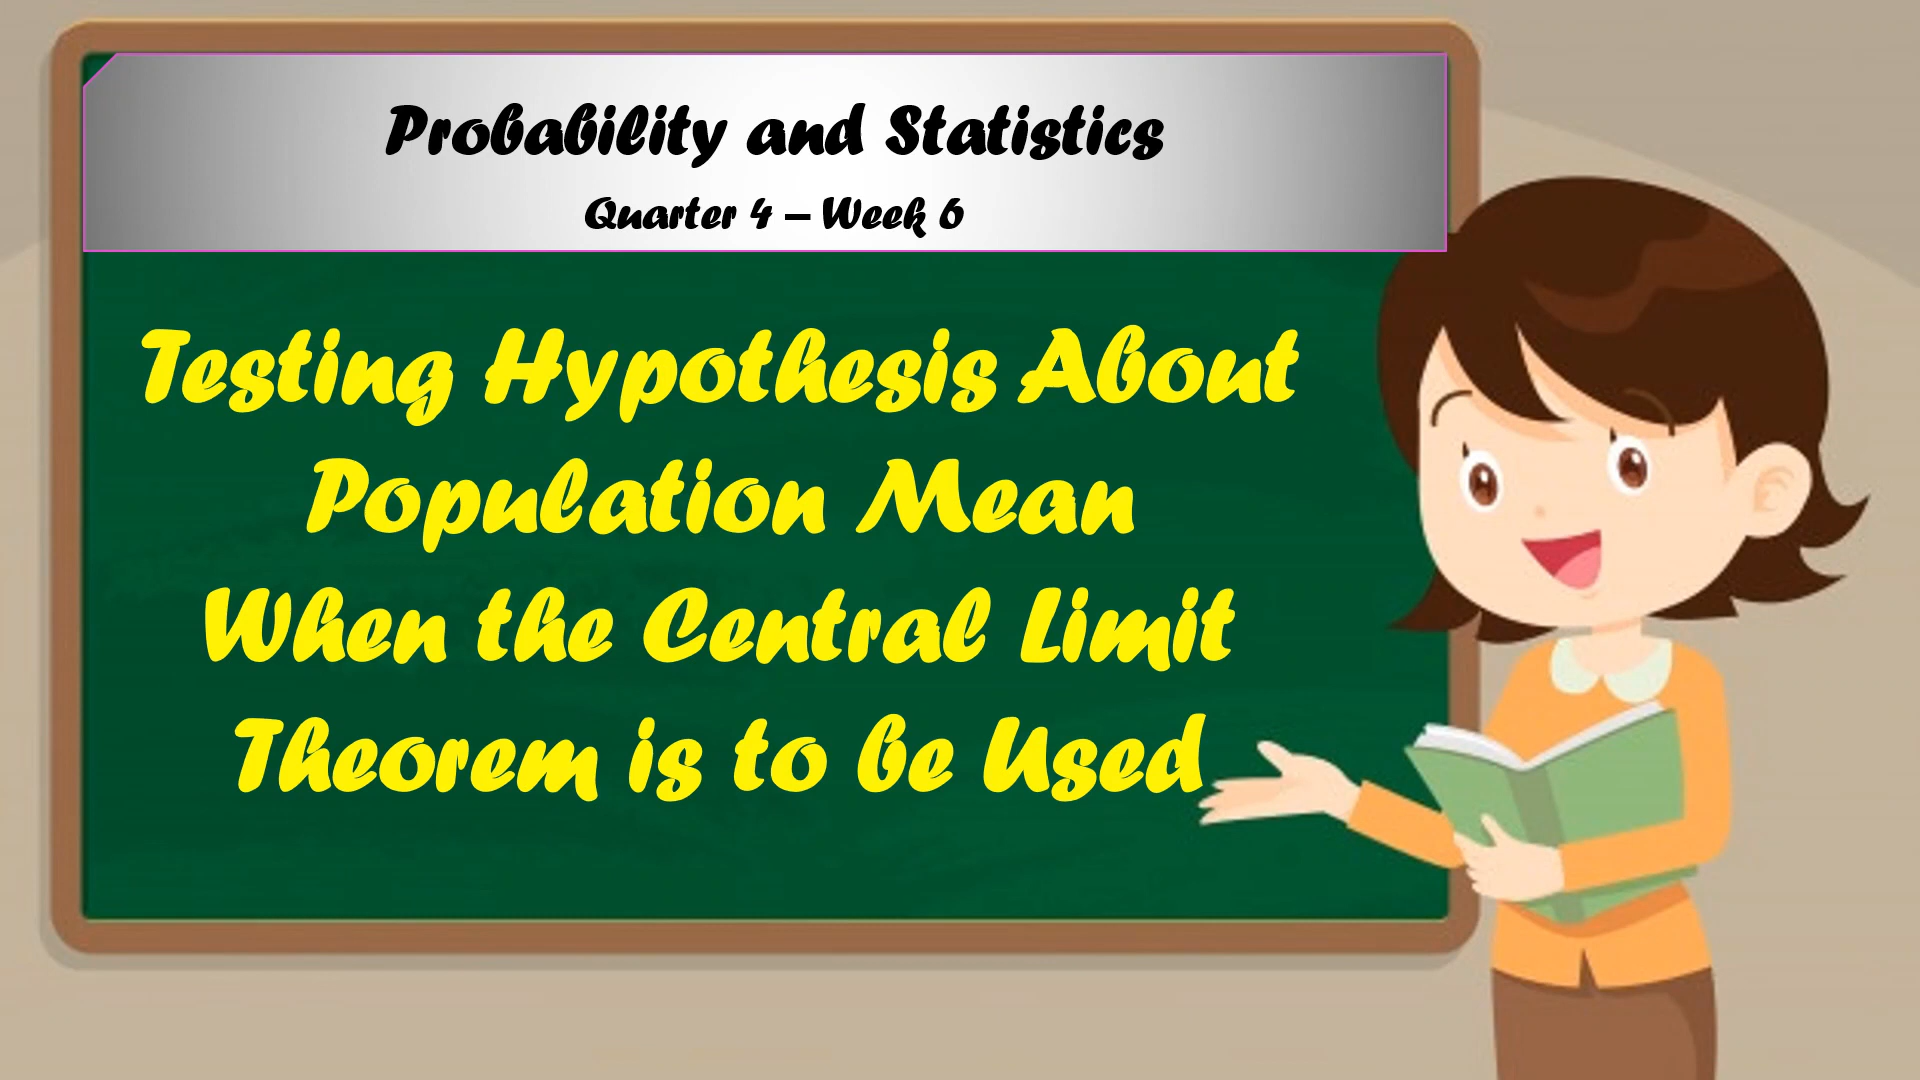 Probability and Statistics
Quarter 4 – Week 6
Testing Hypothesis About
Population Mean
When the Central Limit
Theorem is to be Used